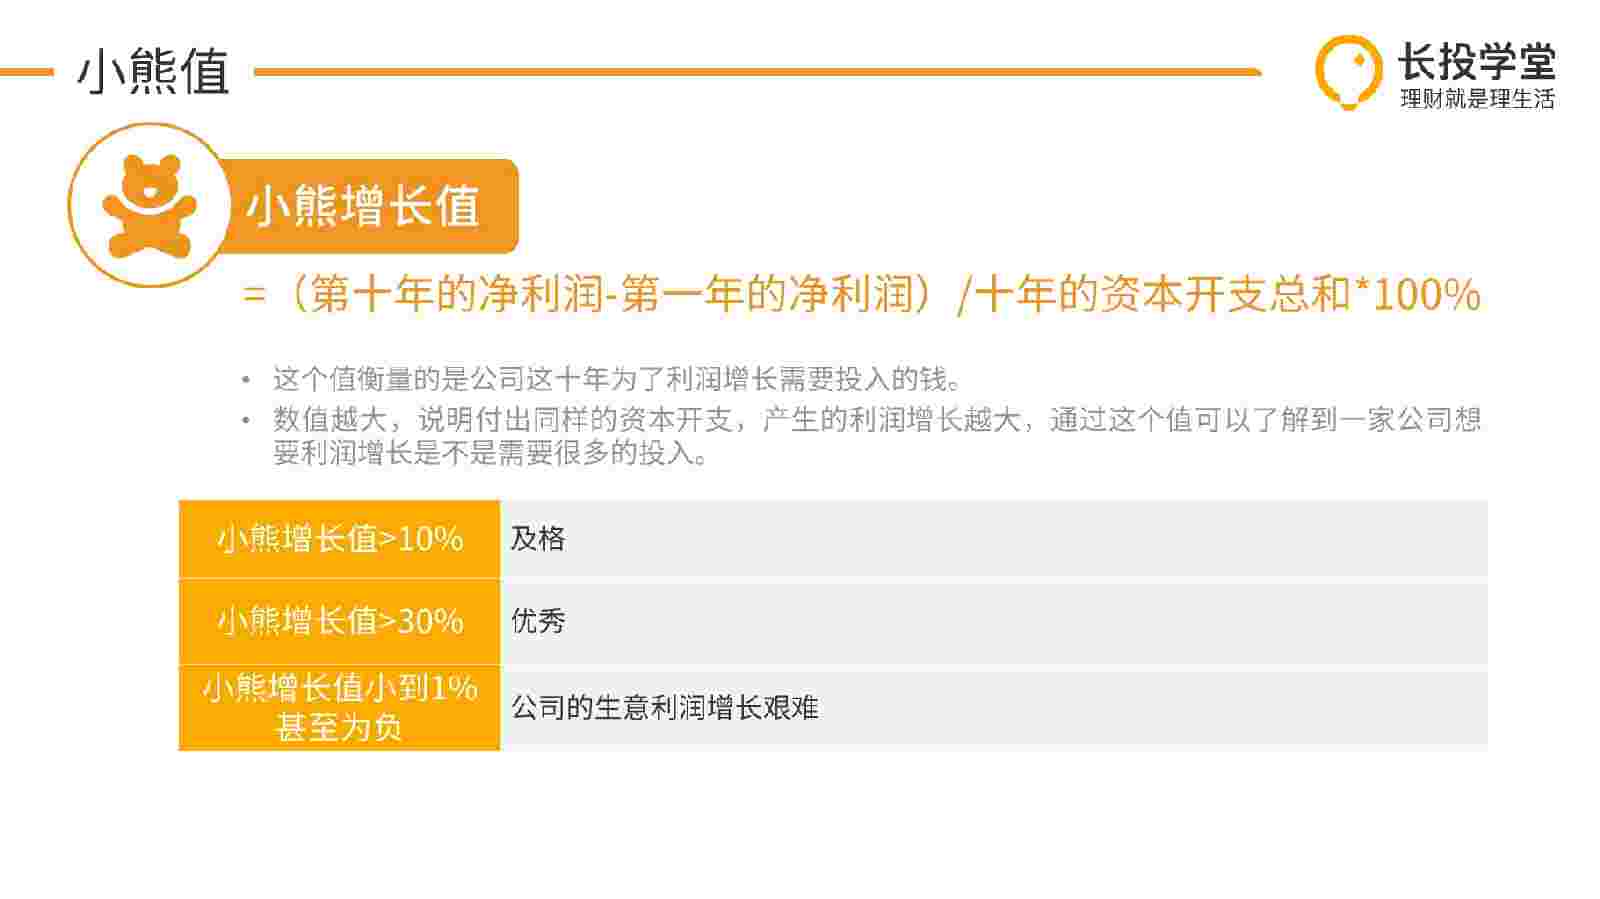 小熊值
长投学堂
理财就是理生活
小熊增长值
=（第十年的净利润-第一年的净利润）/十年的资本开支总和*100%
• 这个值衡量的是公司这十年为了利润增长需要投入的钱。
• 数值越大，说明付出同样的资本开支，产生的利润增长越大，通过这个值可以了解到一家公司想
要利润增长是不是需要很多的投入。
小熊增长值>10%
及格
小熊增长值>30%
优秀
小熊增长值小到1%
甚至为负
公司的生意利润增长艰难